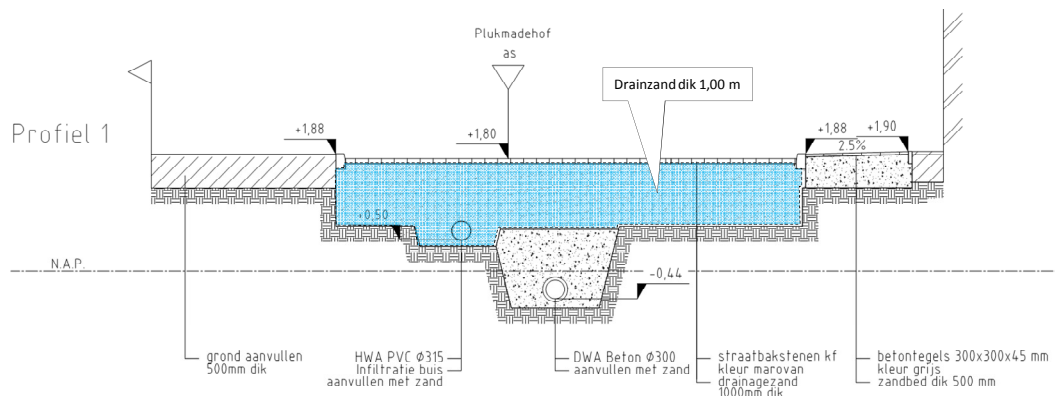 Plukmadehof
as
Drainzand dik 1,00 m
Profiel 1
+1,88
+1,80
+1,88
+1,90
2.5%
+0,50
N.A.P.
-0,44
grond aanvullen
500mm dik
HWA PVC Ø315
Infiltratie buis
aanvullen met zand
DWA Beton Ø300
aanvullen met zand
straatbakstenen kf
kleur marovan
drainagezand
1000mm dik
betontegels 300x300x45 mm
kleur grijs
zandbed dik 500 mm